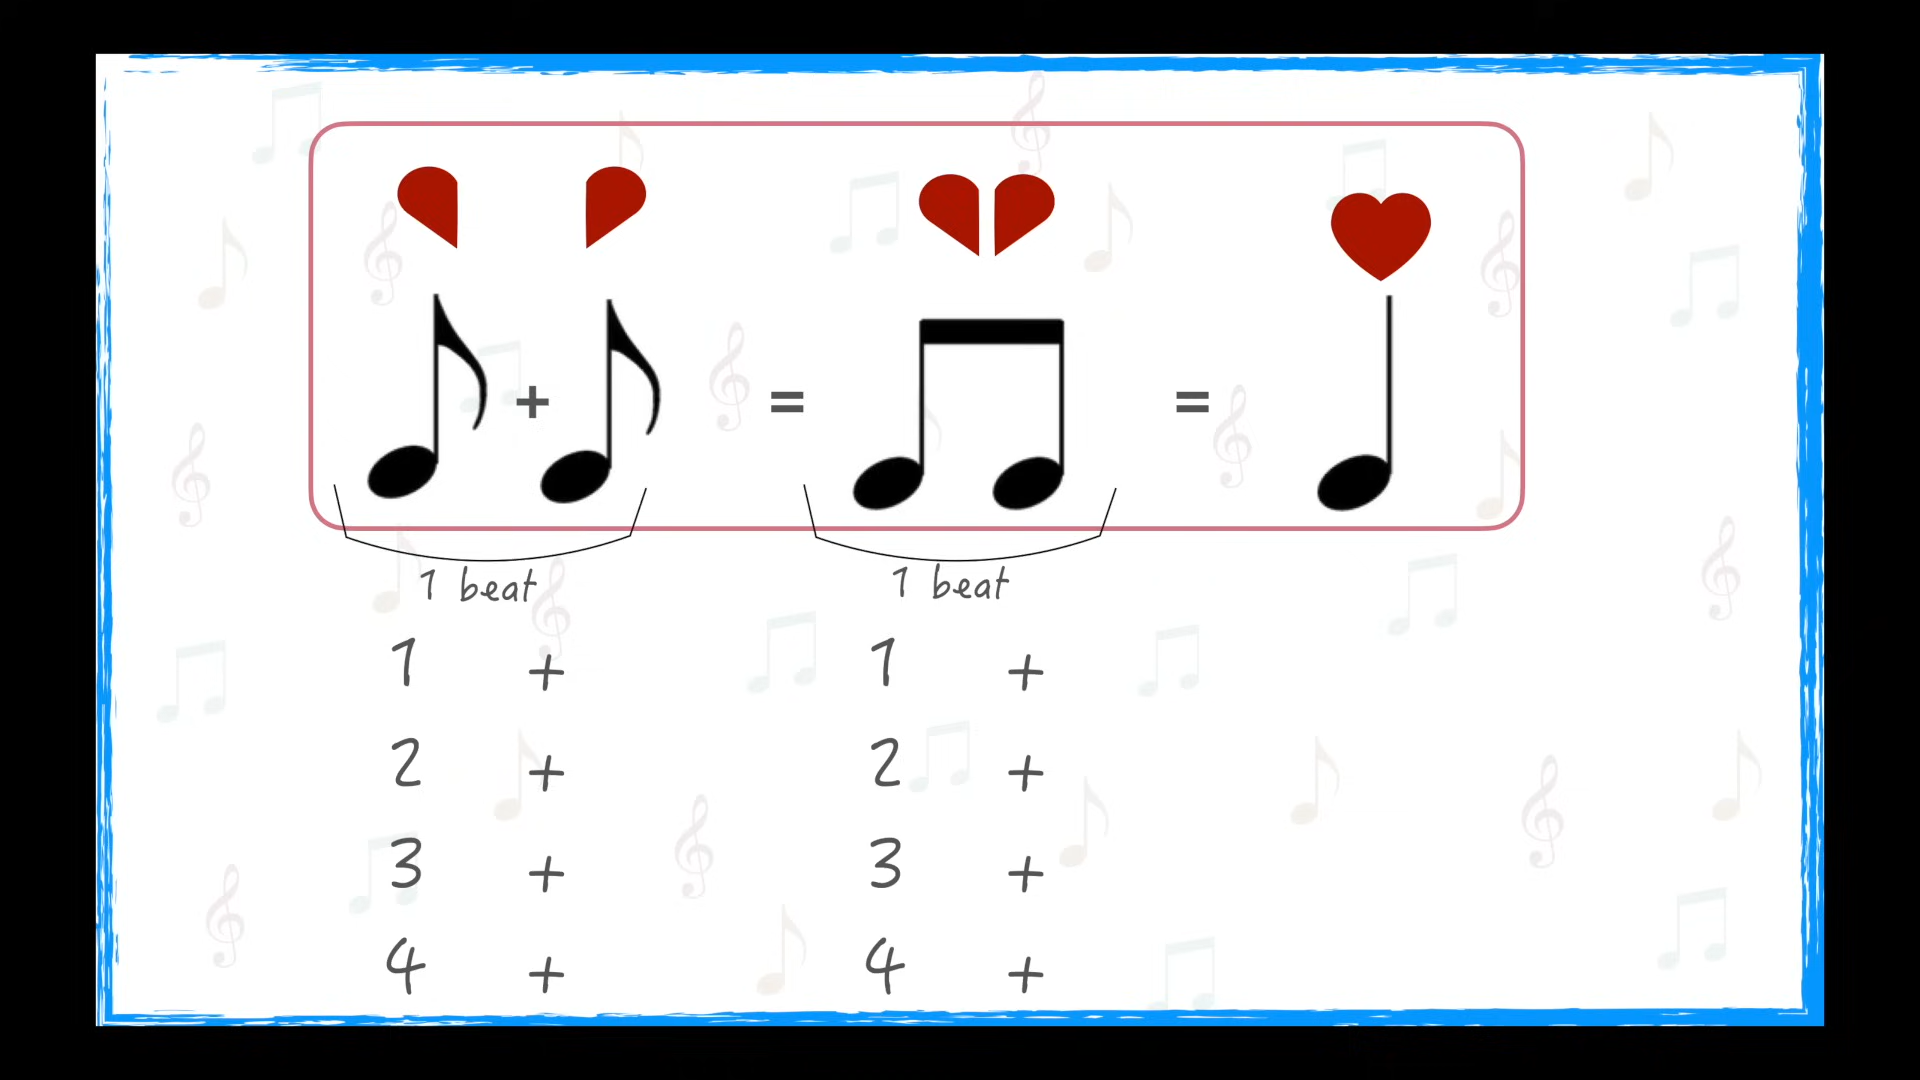 + = =
1 beat 1 beat
1 + 1 +
2 + 2 +
3 + 3 +
4 + 4 +